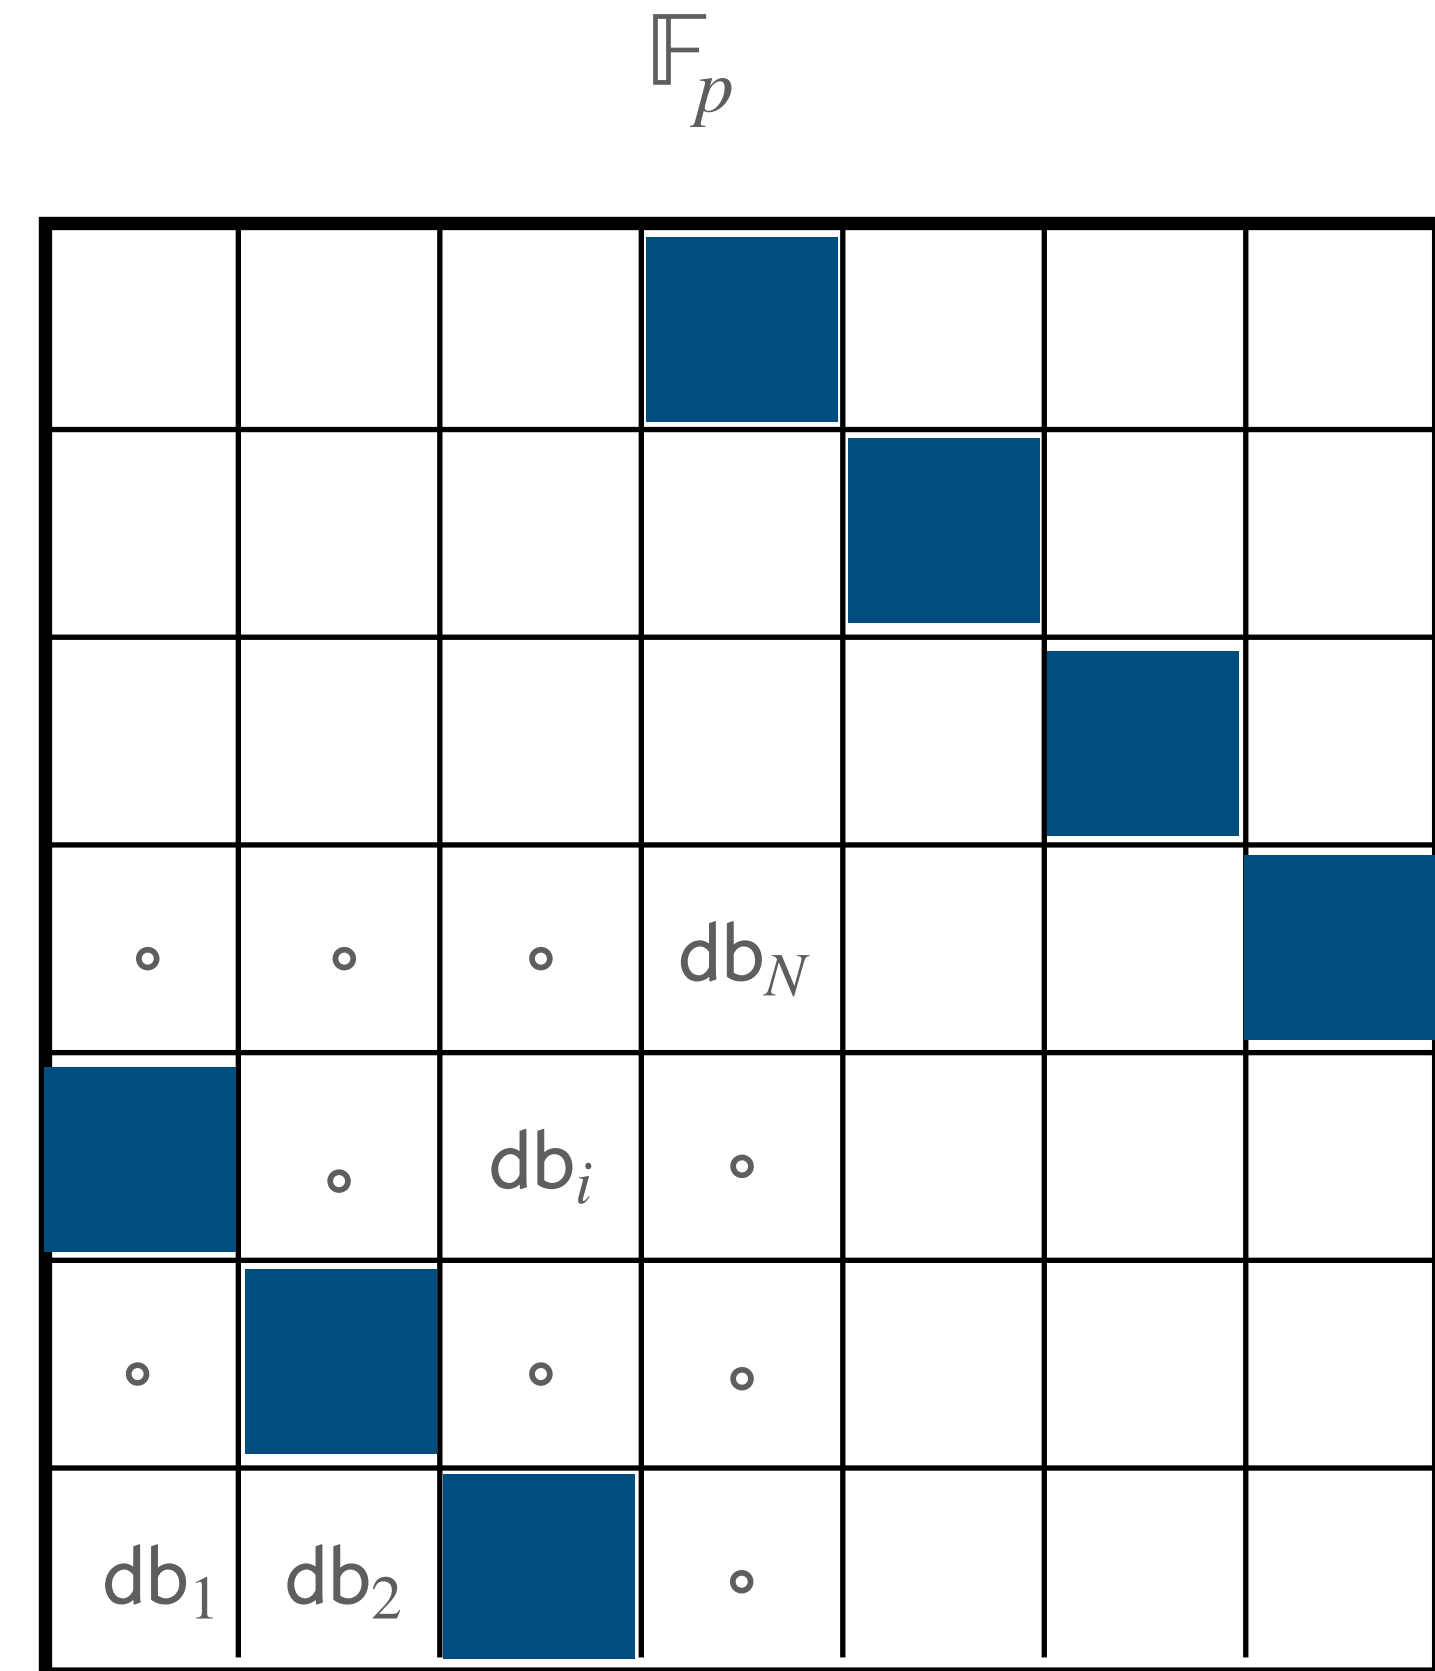 𝔽p
∘ ∘ ∘ dbN
∘ dbi ∘
∘ ∘ ∘
db1 db2 ∘